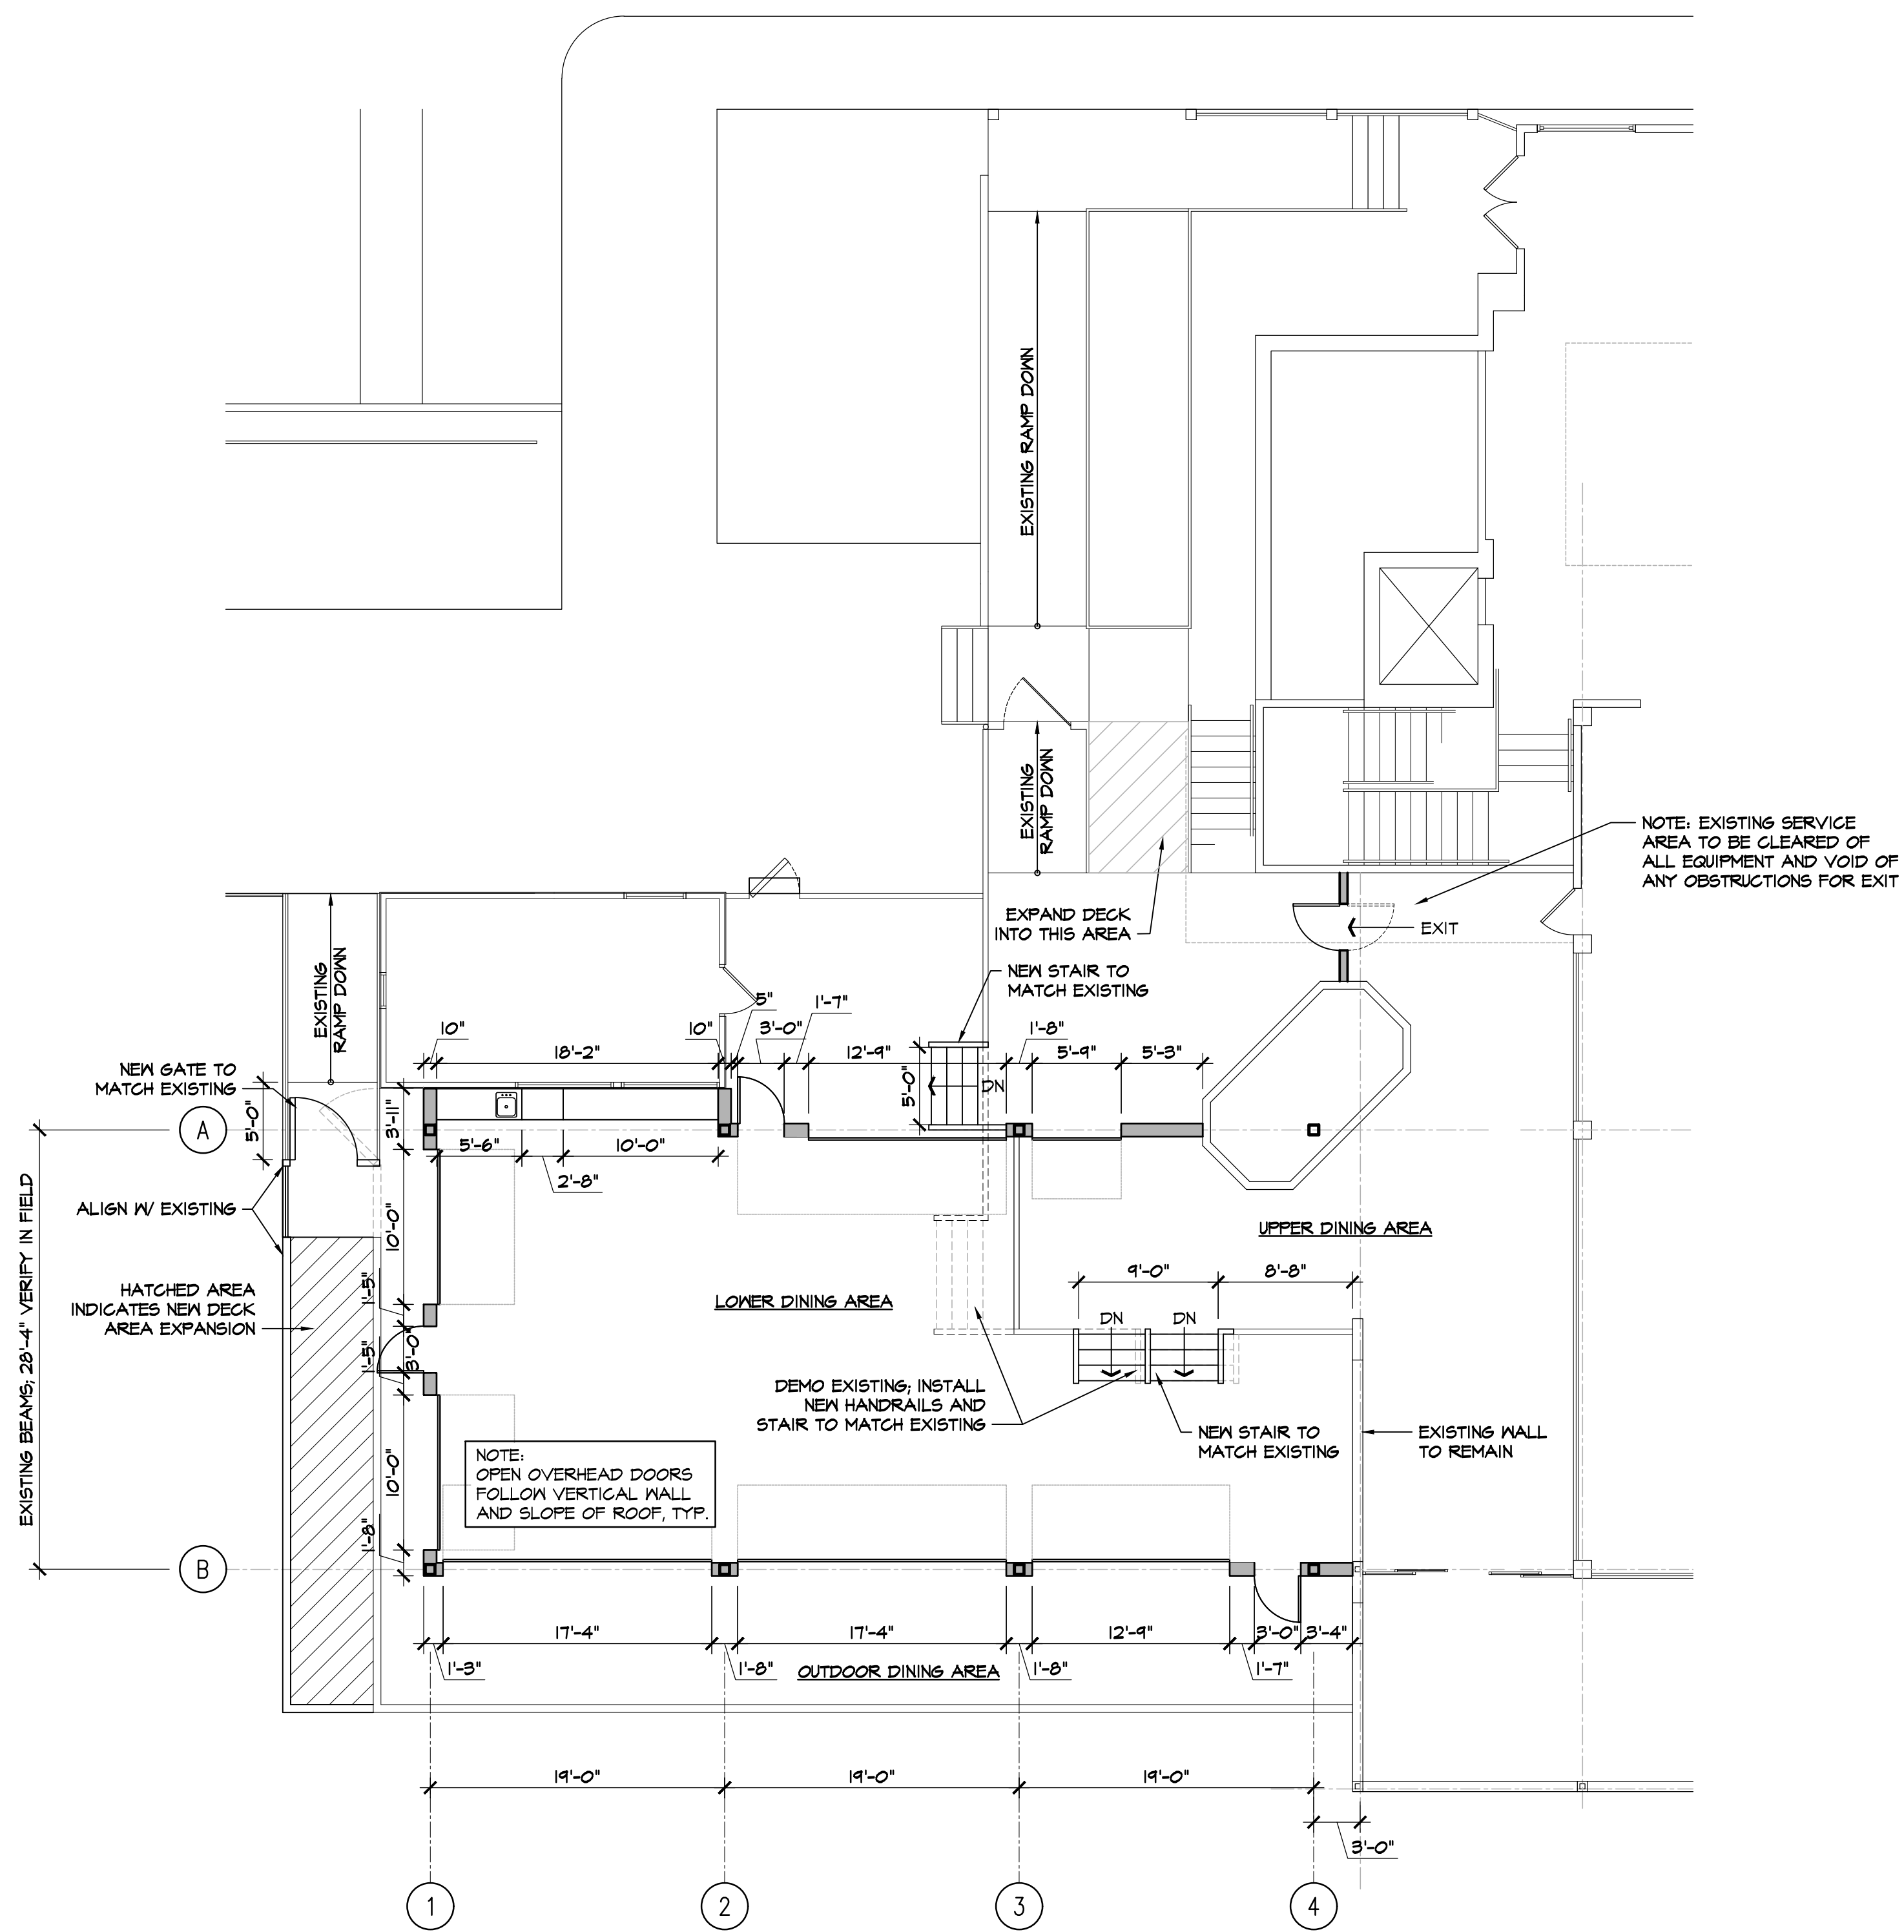 EXISTING RAMP DOWN
EXISTING
RAMP DOWN
NOTE: EXISTING SERVICE
AREA TO BE CLEARED OF
ALL EQUIPMENT AND VOID OF
ANY OBSTRUCTIONS FOR EXIT
EXPAND DECK
INTO THIS AREA
EXIT
EXISTING
RAMP DOWN
NEW STAIR TO
MATCH EXISTING
5"
1'-7"
10"
18'-2"
10"
3'-0"
12'-9"
1'-8"
5'-9"
5'-3"
NEW GATE TO
MATCH EXISTING
5'-0"
DN
A
5'-0"
3'-11"
5'-6"
2'-8"
10'-0"
ALIGN W/ EXISTING
10'-0"
UPPER DINING AREA
EXISTING BEAMS; 28'-4" VERIFY IN FIELD
9'-0"
8'-8"
HATCHED AREA
INDICATES NEW DECK
AREA EXPANSION
1'-5"
LOWER DINING AREA
DN
DN
1'-5"
3'-0"
DEMO EXISTING; INSTALL
NEW HANDRAILS AND
STAIR TO MATCH EXISTING
NEW STAIR TO
MATCH EXISTING
EXISTING WALL
TO REMAIN
10'-0"
NOTE:
OPEN OVERHEAD DOORS
FOLLOW VERTICAL WALL
AND SLOPE OF ROOF, TYP.
1'-8"
B
17'-4"
17'-4"
12'-9"
3'-0"
3'-4"
1'-3"
1'-8"
OUTDOOR DINING AREA
1'-8"
1'-7"
19'-0"
19'-0"
19'-0"
3'-0"
1
2
3
4